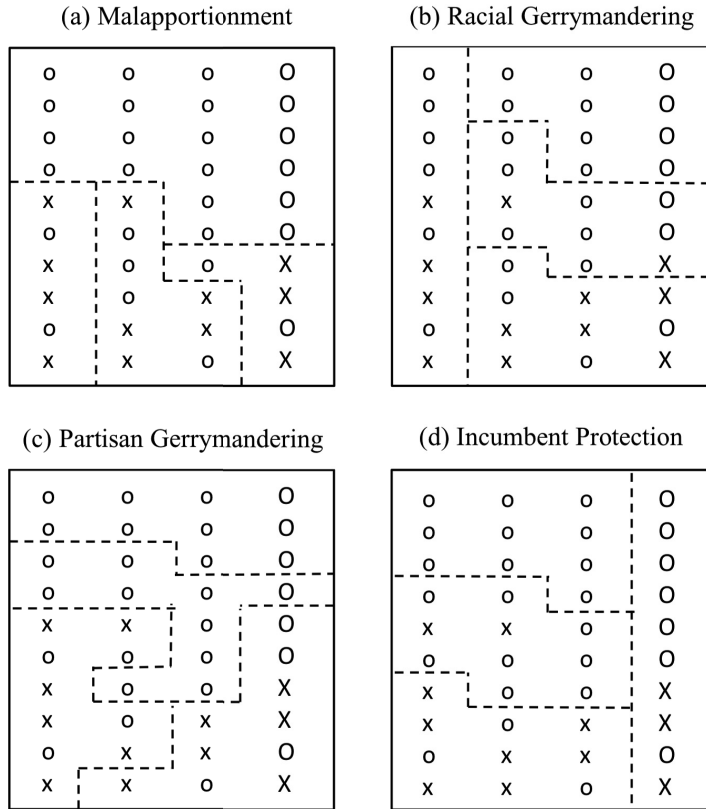 (a) Malapportionment
o o o O
o o o O
o o o O
o o o O
x x o O
o o o O
x o o X
x o x X
o x x O
x x o X
(b) Racial Gerrymandering
o o o O
o o o O
o o o O
o o o O
x x o O
o o o O
x o o X
x o x X
o x x O
x x o X
(c) Partisan Gerrymandering
o o o O
o o o O
o o o O
o o o O
x x o O
o o o O
x o o X
x o x X
o x x O
x x o X
(d) Incumbent Protection
o o o O
o o o O
o o o O
o o o O
x x o O
o o o O
x o o X
x o x X
o x x O
x x o X